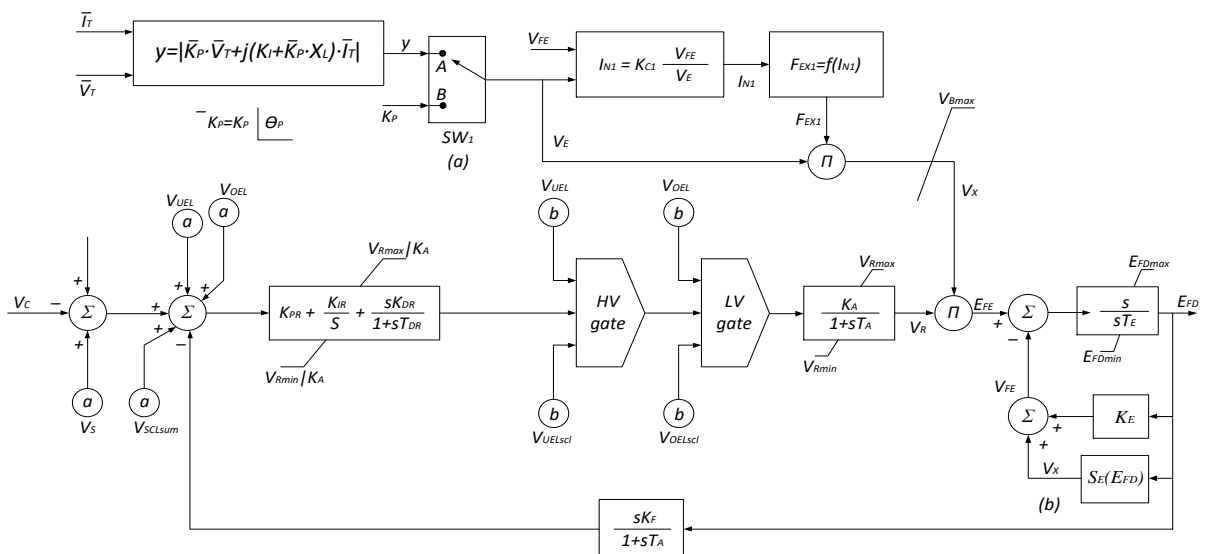 ĪT
V̄T
y=|K̄P·V̄T+j(KI+K̄P·XL)·ĪT|
y
A
B
K̄P
SW1
(a)
‾KP=KP ⌊ΘP
VFE
IN1 = KC1 VFE/VE
IN1
FEX1=f(IN1)
FEX1
VE
Π
VBmax
VX
VC
−
+
Σ
+
VS
a
+
VUEL
a
VOEL
a
+
+
Σ
+
−
VSCLsum
a
VRmax|KA
KPR + KIR/S + sKDR/1+sTDR
VRmin|KA
VUEL
b
HV
gate
b
VUELscl
VOEL
b
LV
gate
b
VOELscl
VRmax
KA/1+sTA
VRmin
VR
Π
EFE
+
−
Σ
EFDmax
s/sTE
EFDmin
EFD
VFE
Σ
+
+
KE
VX
SE(EFD)
(b)
sKF/1+sTA